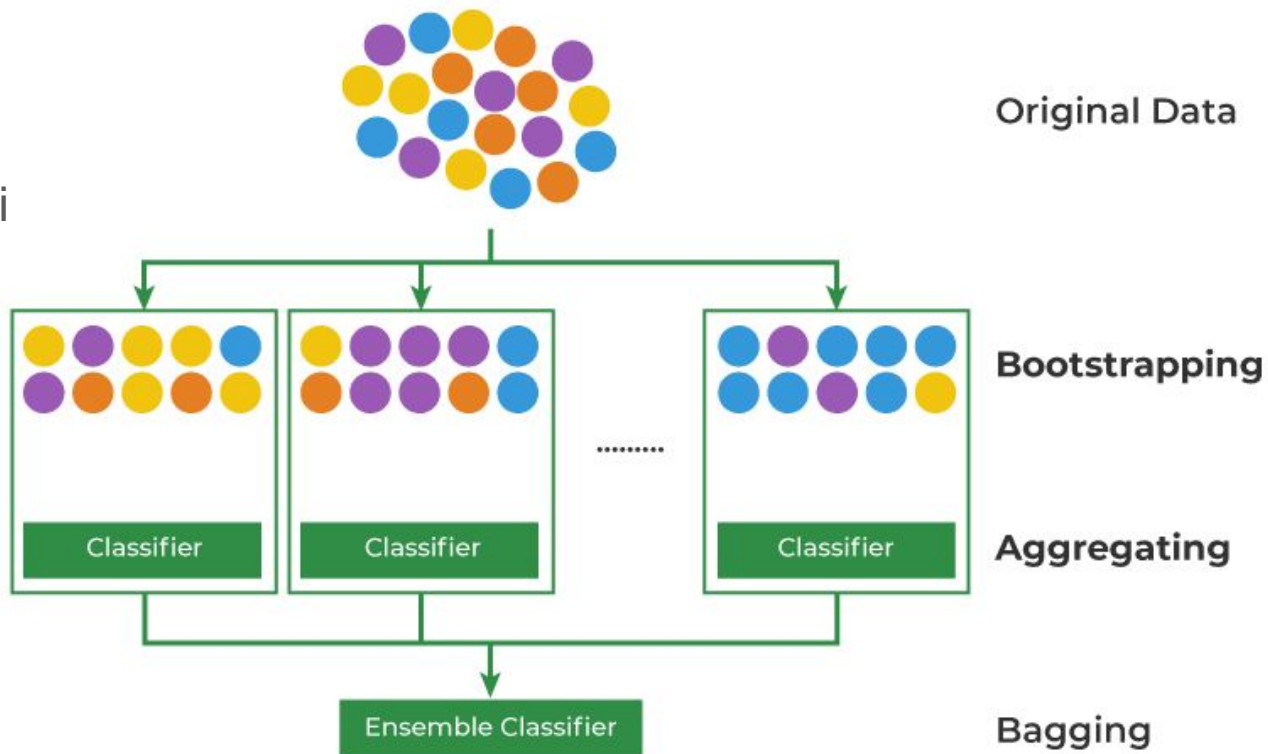 Original Data
i
Bootstrapping
.........
Classifier
Classifier
Classifier
Aggregating
Ensemble Classifier
Bagging